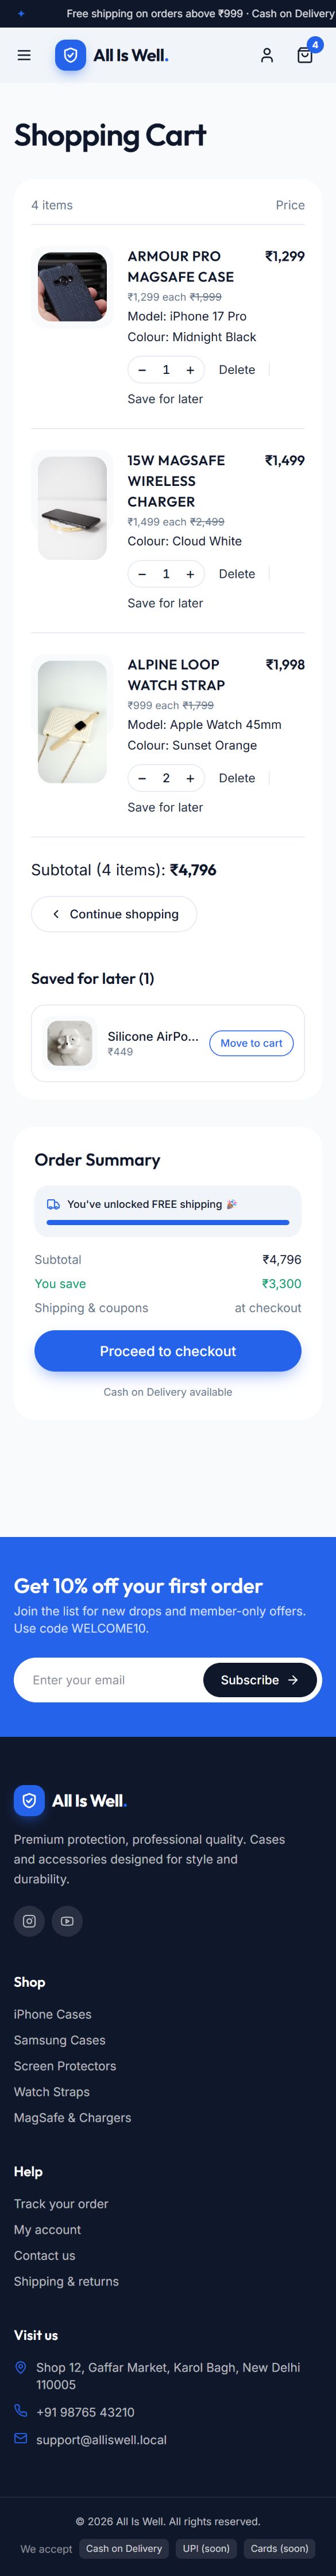 Free shipping on orders above ₹999 · Cash on Delivery
4
All Is Well.
Shopping Cart
4 items Price
ARMOUR PRO MAGSAFE CASE ₹1,299
₹1,299 each ₹1,999
Model: iPhone 17 Pro
Colour: Midnight Black
− 1 + Delete
Save for later
15W MAGSAFE WIRELESS CHARGER ₹1,499
₹1,499 each ₹2,499
Colour: Cloud White
− 1 + Delete
Save for later
ALPINE LOOP WATCH STRAP ₹1,998
₹999 each ₹1,799
Model: Apple Watch 45mm
Colour: Sunset Orange
− 2 + Delete
Save for later
Subtotal (4 items): ₹4,796
Continue shopping
Saved for later (1)
Silicone AirPo... Move to cart
₹449
Order Summary
You've unlocked FREE shipping 🎉
Subtotal ₹4,796
You save ₹3,300
Shipping & coupons at checkout
Proceed to checkout
Cash on Delivery available
Get 10% off your first order
Join the list for new drops and member-only offers.
Use code WELCOME10.
Enter your email Subscribe →
All Is Well.
Premium protection, professional quality. Cases
and accessories designed for style and
durability.
Shop
iPhone Cases
Samsung Cases
Screen Protectors
Watch Straps
MagSafe & Chargers
Help
Track your order
My account
Contact us
Shipping & returns
Visit us
Shop 12, Gaffar Market, Karol Bagh, New Delhi
110005
+91 98765 43210
support@alliswell.local
© 2026 All Is Well. All rights reserved.
We accept Cash on Delivery UPI (soon) Cards (soon)